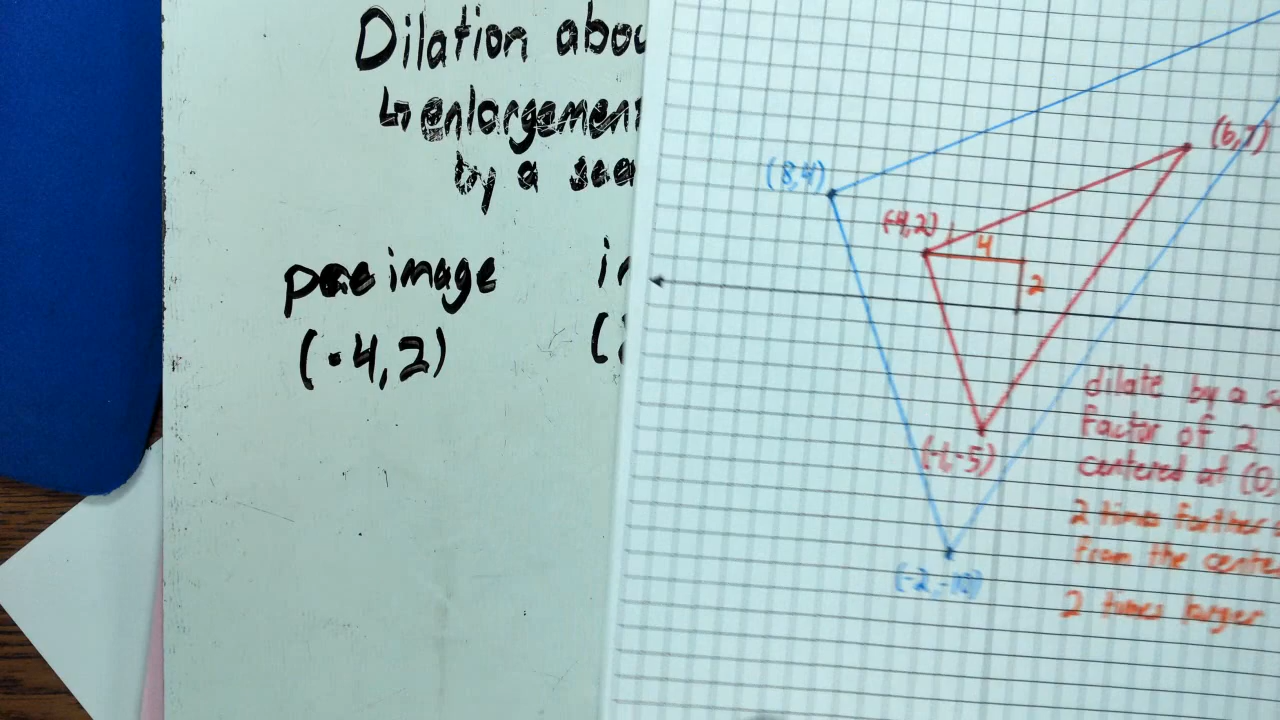 Dilation abou
↳ enlargement
by a sca
pre image
(-4,2)
(6,7)
(8,4)
(-4,2)
4
2
(-1,-5)
(-2,-10)
dilate by a s
factor of 2
centered at (0,
2 times farther
from the cente
2 times larger